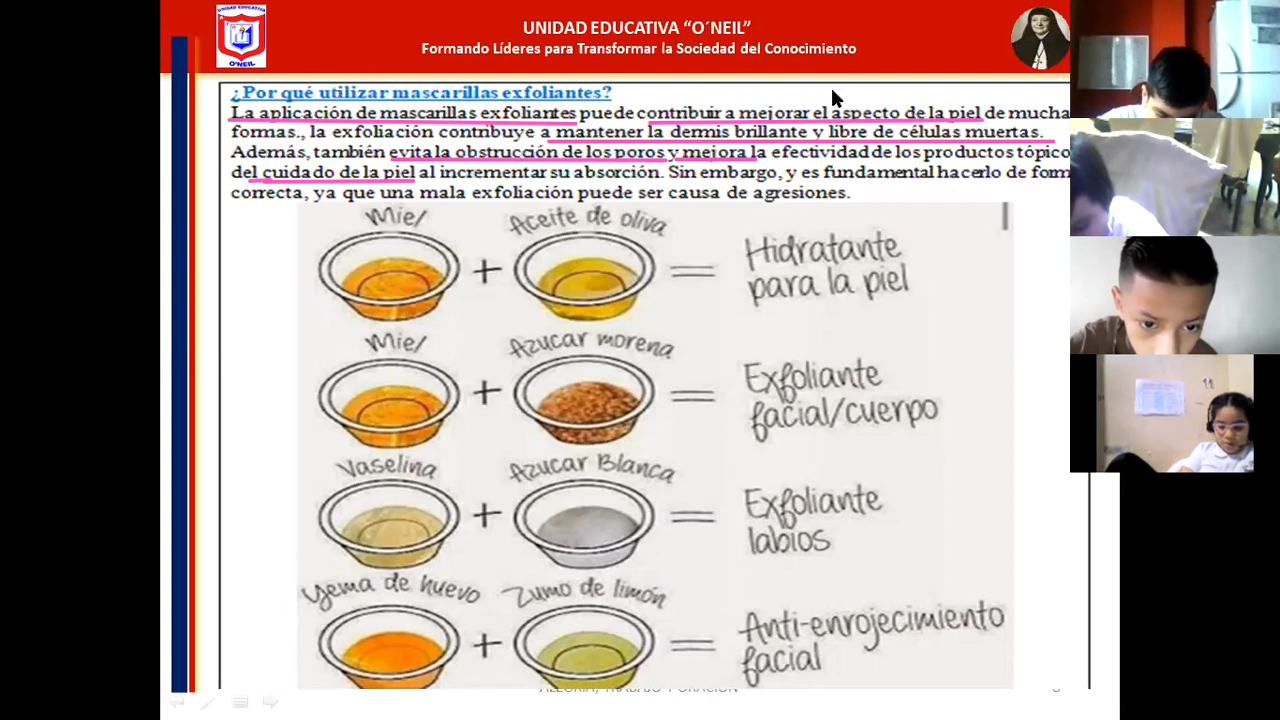 UNIDAD EDUCATIVA
O'NEIL
UNIDAD EDUCATIVA “O´NEIL”
Formando Líderes para Transformar la Sociedad del Conocimiento
¿Por qué utilizar mascarillas exfoliantes?
La aplicación de mascarillas exfoliantes puede contribuir a mejorar el aspecto de la piel de mucha
formas., la exfoliación contribuye a mantener la dermis brillante y libre de células muertas.
Además, también evita la obstrucción de los poros y mejora la efectividad de los productos tópico
del cuidado de la piel al incrementar su absorción. Sin embargo, y es fundamental hacerlo de form
correcta, ya que una mala exfoliación puede ser causa de agresiones.
Miel + Aceite de oliva = Hidratante
para la piel
Miel + Azucar morena = Exfoliante
facial/cuerpo
Vaselina + Azucar Blanca = Exfoliante
labios
Yema de huevo + Zumo de limón = Anti-enrojecimiento
facial